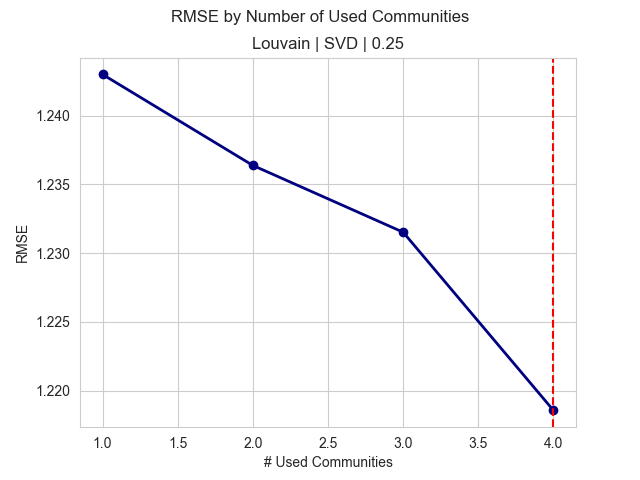 RMSE by Number of Used Communities
Louvain | SVD | 0.25
1.240
1.235
1.230
1.225
1.220
RMSE
1.0 1.5 2.0 2.5 3.0 3.5 4.0
# Used Communities